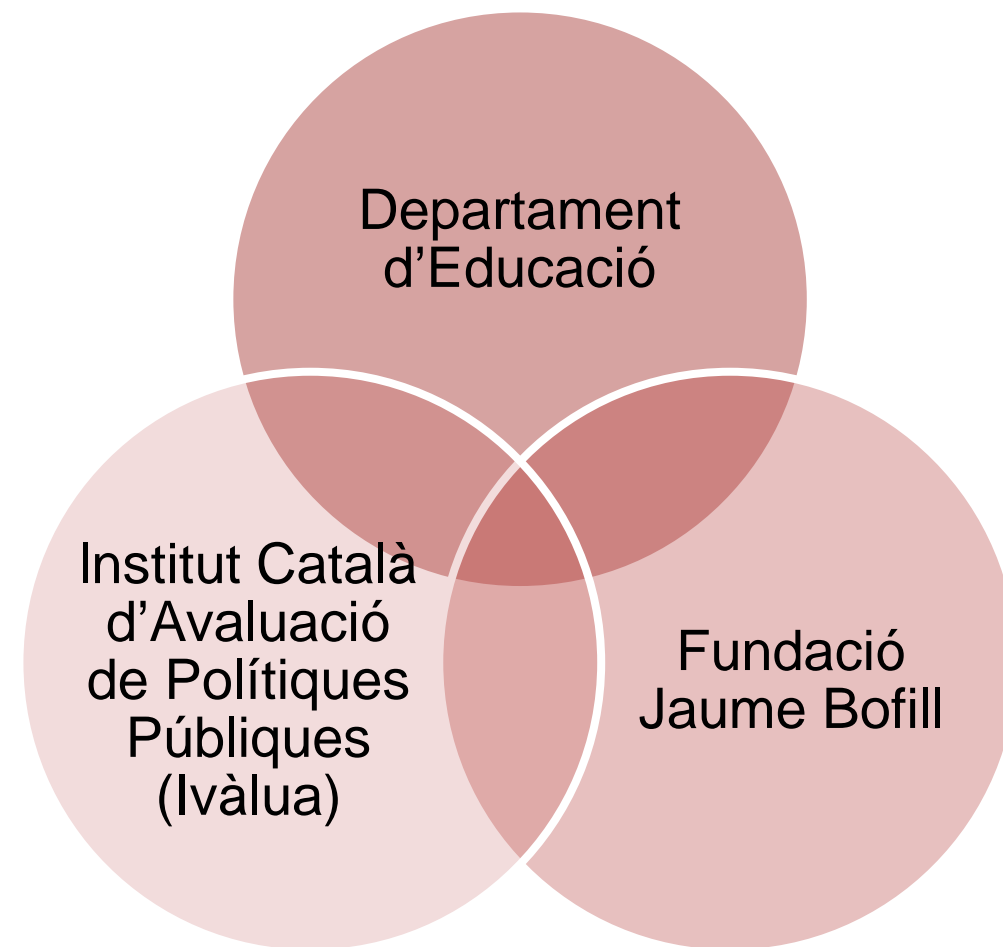 Departament
d’Educació
Institut Català
d’Avaluació
de Polítiques
Públiques
(Ivàlua)
Fundació
Jaume Bofill